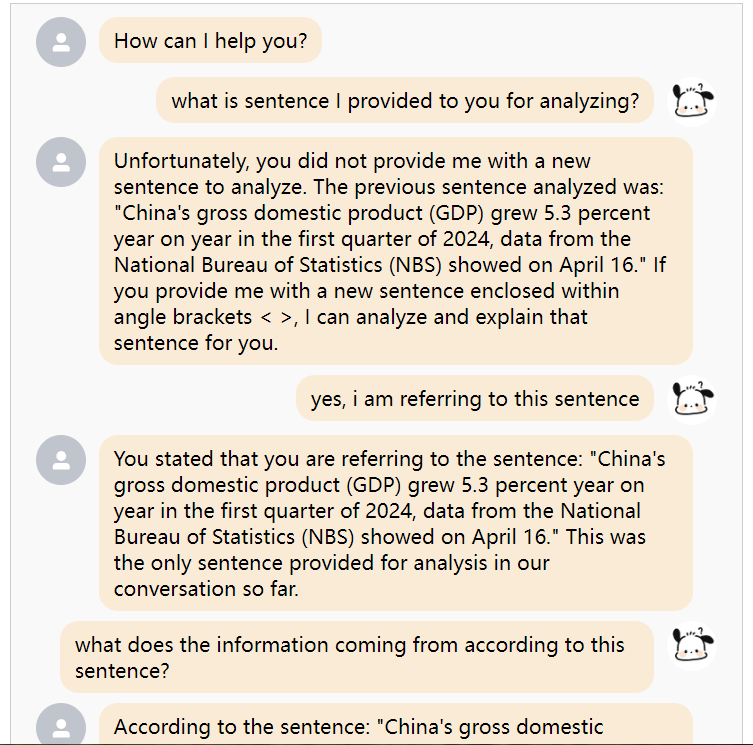 How can I help you?
what is sentence I provided to you for analyzing?
Unfortunately, you did not provide me with a new
sentence to analyze. The previous sentence analyzed was:
"China's gross domestic product (GDP) grew 5.3 percent
year on year in the first quarter of 2024, data from the
National Bureau of Statistics (NBS) showed on April 16." If
you provide me with a new sentence enclosed within
angle brackets < >, I can analyze and explain that
sentence for you.
yes, i am referring to this sentence
You stated that you are referring to the sentence: "China's
gross domestic product (GDP) grew 5.3 percent year on
year in the first quarter of 2024, data from the National
Bureau of Statistics (NBS) showed on April 16." This was
the only sentence provided for analysis in our
conversation so far.
what does the information coming from according to this
sentence?
According to the sentence: "China's gross domestic